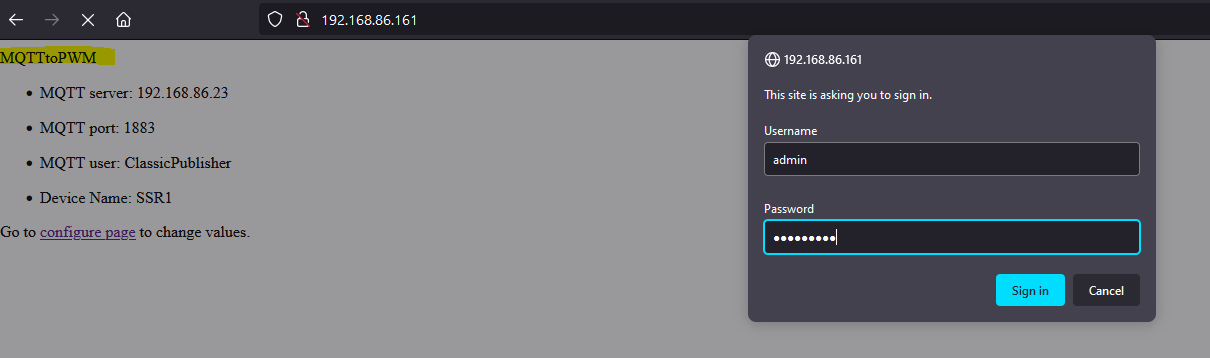 192.168.86.161
MQTTtoPWM
MQTT server: 192.168.86.23
MQTT port: 1883
MQTT user: ClassicPublisher
Device Name: SSR1
Go to configure page to change values.
192.168.86.161
This site is asking you to sign in.
Username
admin
Password
●●●●●●●●●
Sign in Cancel